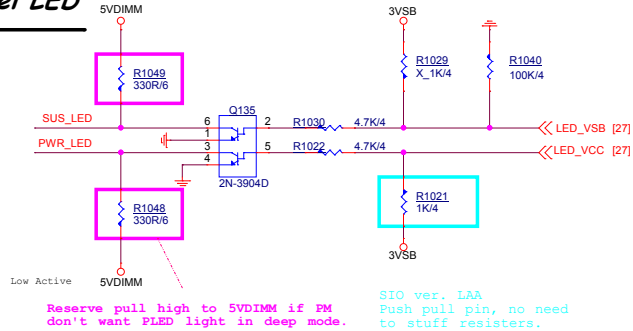 LED
5VDIMM
3VSB
R1049
330R/6
R1029
X_1K/4
R1040
100K/4
Q135
SUS_LED
6
2
R1030
4.7K/4
LED_VSB [27]
1
PWR_LED
3
5
R1022
4.7K/4
LED_VCC [27]
4
2N-3904D
R1048
330R/6
R1021
1K/4
3VSB
Low Active
5VDIMM
Reserve pull high to 5VDIMM if PM
don't want PLED light in deep mode.
SIO ver. LAA
Push pull pin, no need
to stuff resisters.